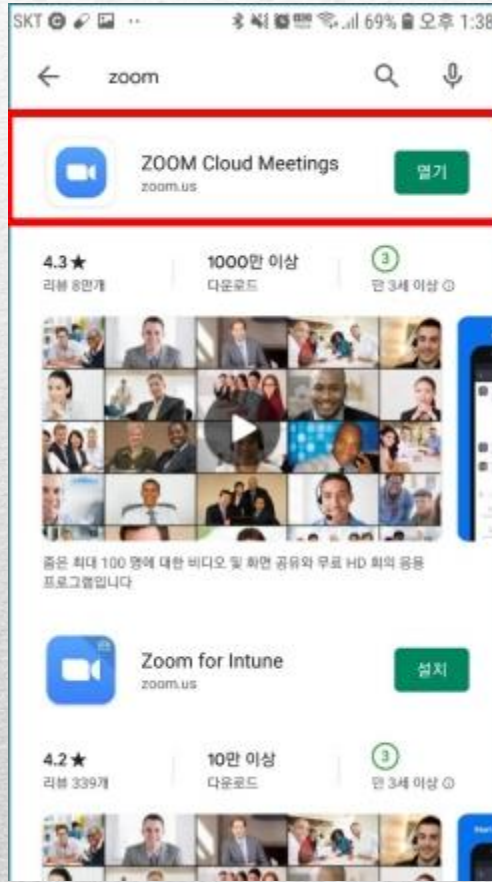 SKT 69% 오후 1:38
zoom
ZOOM Cloud Meetings
zoom.us
열기
4.3★ 1000만 이상 3
리뷰 8만개 다운로드 만 3세 이상
줌은 최대 100 명에 대한 비디오 및 화면 공유와 무료 HD 회의 응용
프로그램입니다
Zoom for Intune
zoom.us
설치
4.2★ 10만 이상 3
리뷰 339개 다운로드 만 3세 이상